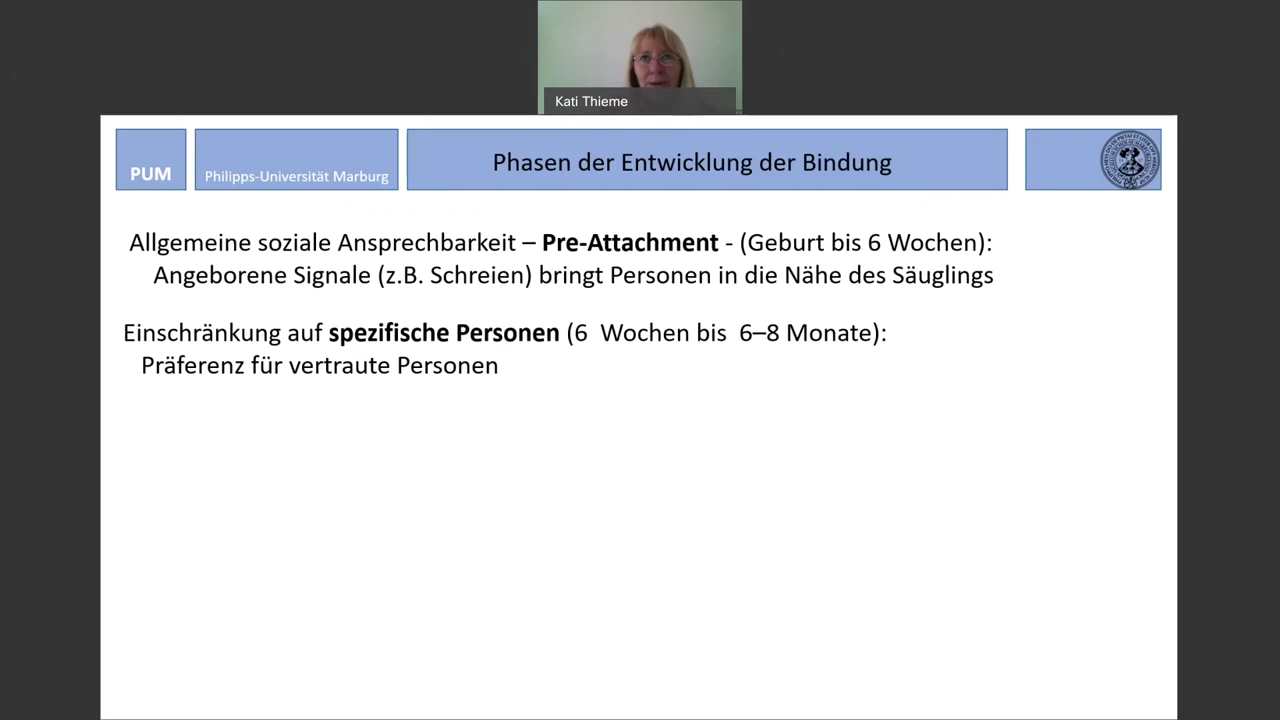 Kati Thieme
PUM
Philipps-Universität Marburg
Phasen der Entwicklung der Bindung
Allgemeine soziale Ansprechbarkeit – Pre-Attachment - (Geburt bis 6 Wochen):
Angeborene Signale (z.B. Schreien) bringt Personen in die Nähe des Säuglings
Einschränkung auf spezifische Personen (6 Wochen bis 6–8 Monate):
Präferenz für vertraute Personen